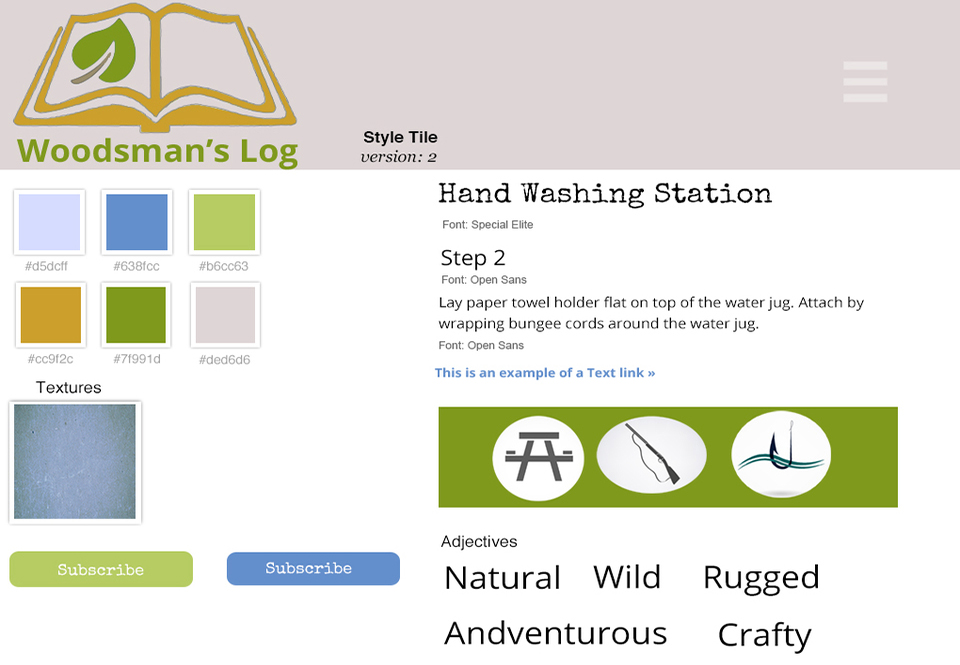 Woodsman's Log
Style Tile
version: 2
#d5dcff
#638fcc
#b6cc63
#cc9f2c
#7f991d
#ded6d6
Textures
Subscribe
Subscribe
Hand Washing Station
Font: Special Elite
Step 2
Font: Open Sans
Lay paper towel holder flat on top of the water jug. Attach by
wrapping bungee cords around the water jug.
Font: Open Sans
This is an example of a Text link »
Adjectives
Natural Wild Rugged
Andventurous Crafty